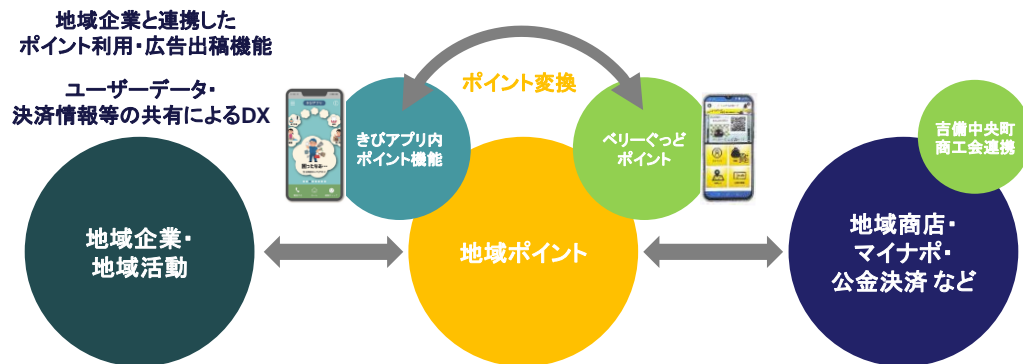 地域企業と連携した
ポイント利用・広告出稿機能
ユーザーデータ・
決済情報等の共有によるDX
ポイント変換
きびアプリ内
ポイント機能
ベリーぐっど
ポイント
吉備中央町
商工会連携
地域企業・
地域活動
地域ポイント
地域商店・
マイナポ・
公金決済 など